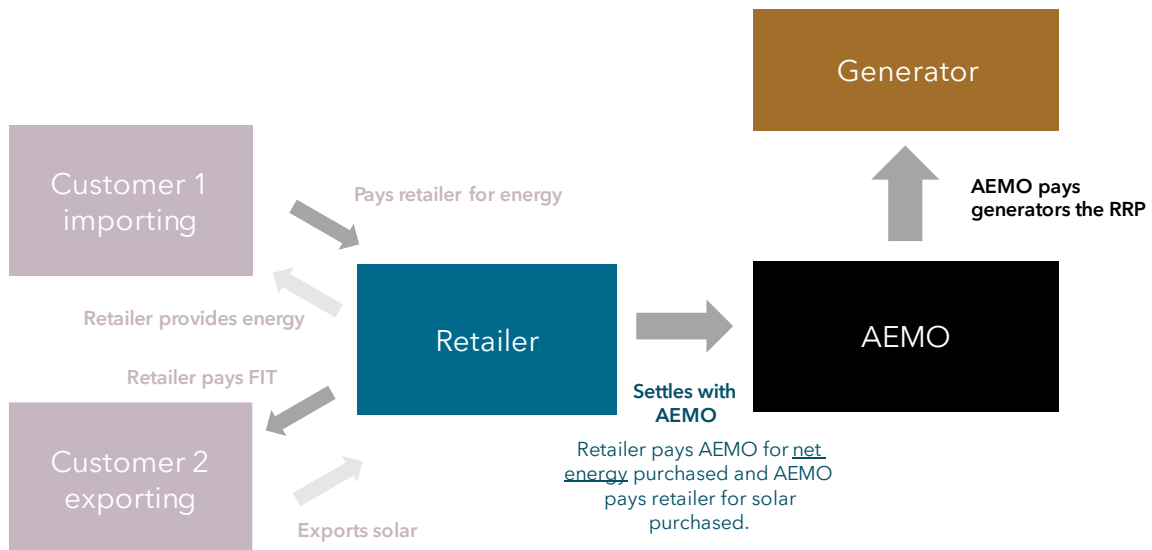 Generator
AEMO pays
generators the RRP
Customer 1
importing
Pays retailer for energy
Retailer provides energy
Retailer
AEMO
Retailer pays FIT
Settles with
AEMO
Customer 2
exporting
Retailer pays AEMO for net
energy purchased and AEMO
pays retailer for solar
purchased.
Exports solar